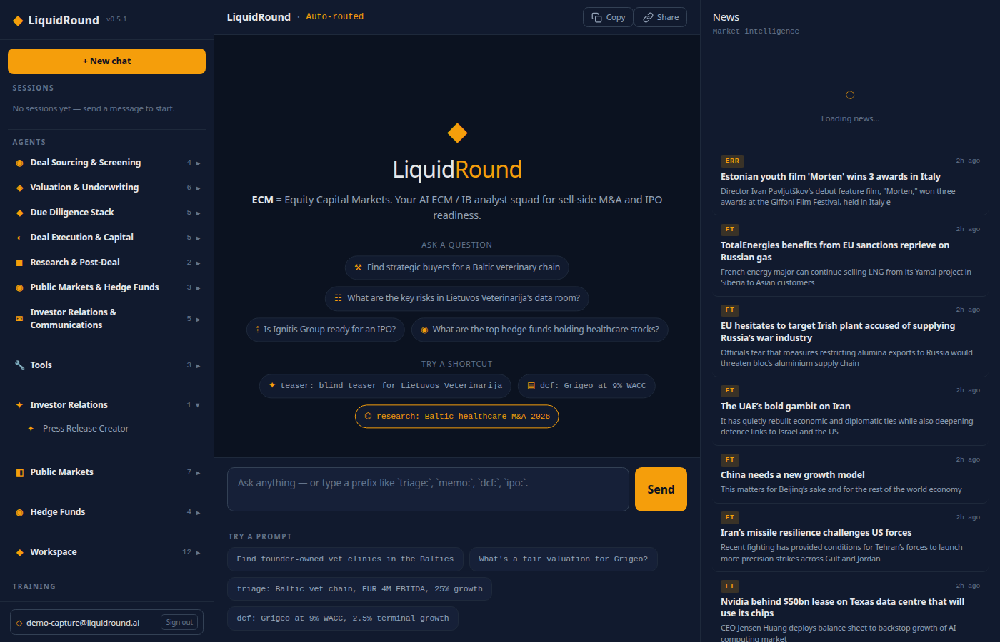 LiquidRound v0.5.1
+ New chat
SESSIONS
No sessions yet — send a message to start.
AGENTS
Deal Sourcing & Screening 4
Valuation & Underwriting 6
Due Diligence Stack 5
Deal Execution & Capital 5
Research & Post-Deal 2
Public Markets & Hedge Funds 3
Investor Relations &
Communications 5
Tools 3
Investor Relations 1
Press Release Creator
Public Markets 7
Hedge Funds 4
Workspace 12
TRAINING
demo-capture@liquidround.ai Sign out
LiquidRound · Auto-routed Copy Share
LiquidRound
ECM = Equity Capital Markets. Your AI ECM / IB analyst squad for sell-side M&A and IPO
readiness.
ASK A QUESTION
Find strategic buyers for a Baltic veterinary chain
What are the key risks in Lietuvos Veterinarija's data room?
Is Ignitis Group ready for an IPO? What are the top hedge funds holding healthcare stocks?
TRY A SHORTCUT
teaser: blind teaser for Lietuvos Veterinarija dcf: Grigeo at 9% WACC
research: Baltic healthcare M&A 2026
Ask anything — or type a prefix like `triage:`, `memo:`, `dcf:`, `ipo:`.
Send
TRY A PROMPT
Find founder-owned vet clinics in the Baltics What's a fair valuation for Grigeo?
triage: Baltic vet chain, EUR 4M EBITDA, 25% growth
dcf: Grigeo at 9% WACC, 2.5% terminal growth
News
Market intelligence
Loading news…
ERR 2h ago
Estonian youth film 'Morten' wins 3 awards in Italy
Director Ivan Pavljutškov's debut feature film, "Morten," won three
awards at the Giffoni Film Festival, held in Italy e
FT 2h ago
TotalEnergies benefits from EU sanctions reprieve on
Russian gas
French energy major can continue selling LNG from its Yamal project in
Siberia to Asian customers
FT 2h ago
EU hesitates to target Irish plant accused of supplying
Russia’s war industry
Officials fear that measures restricting alumina exports to Russia would
threaten bloc’s aluminium supply chain
FT 2h ago
The UAE’s bold gambit on Iran
It has quietly rebuilt economic and diplomatic ties while also deepening
defence links to Israel and the US
FT 2h ago
China needs a new growth model
This matters for Beijing’s sake and for the rest of the world economy
FT 2h ago
Iran’s missile resilience challenges US forces
Recent fighting has provided conditions for Tehran’s forces to launch
more precision strikes across Gulf and Jordan
FT 2h ago
Nvidia behind $50bn lease on Texas data centre that will
use its chips
CEO Jensen Huang deploys balance sheet to backstop growth of AI
computing market